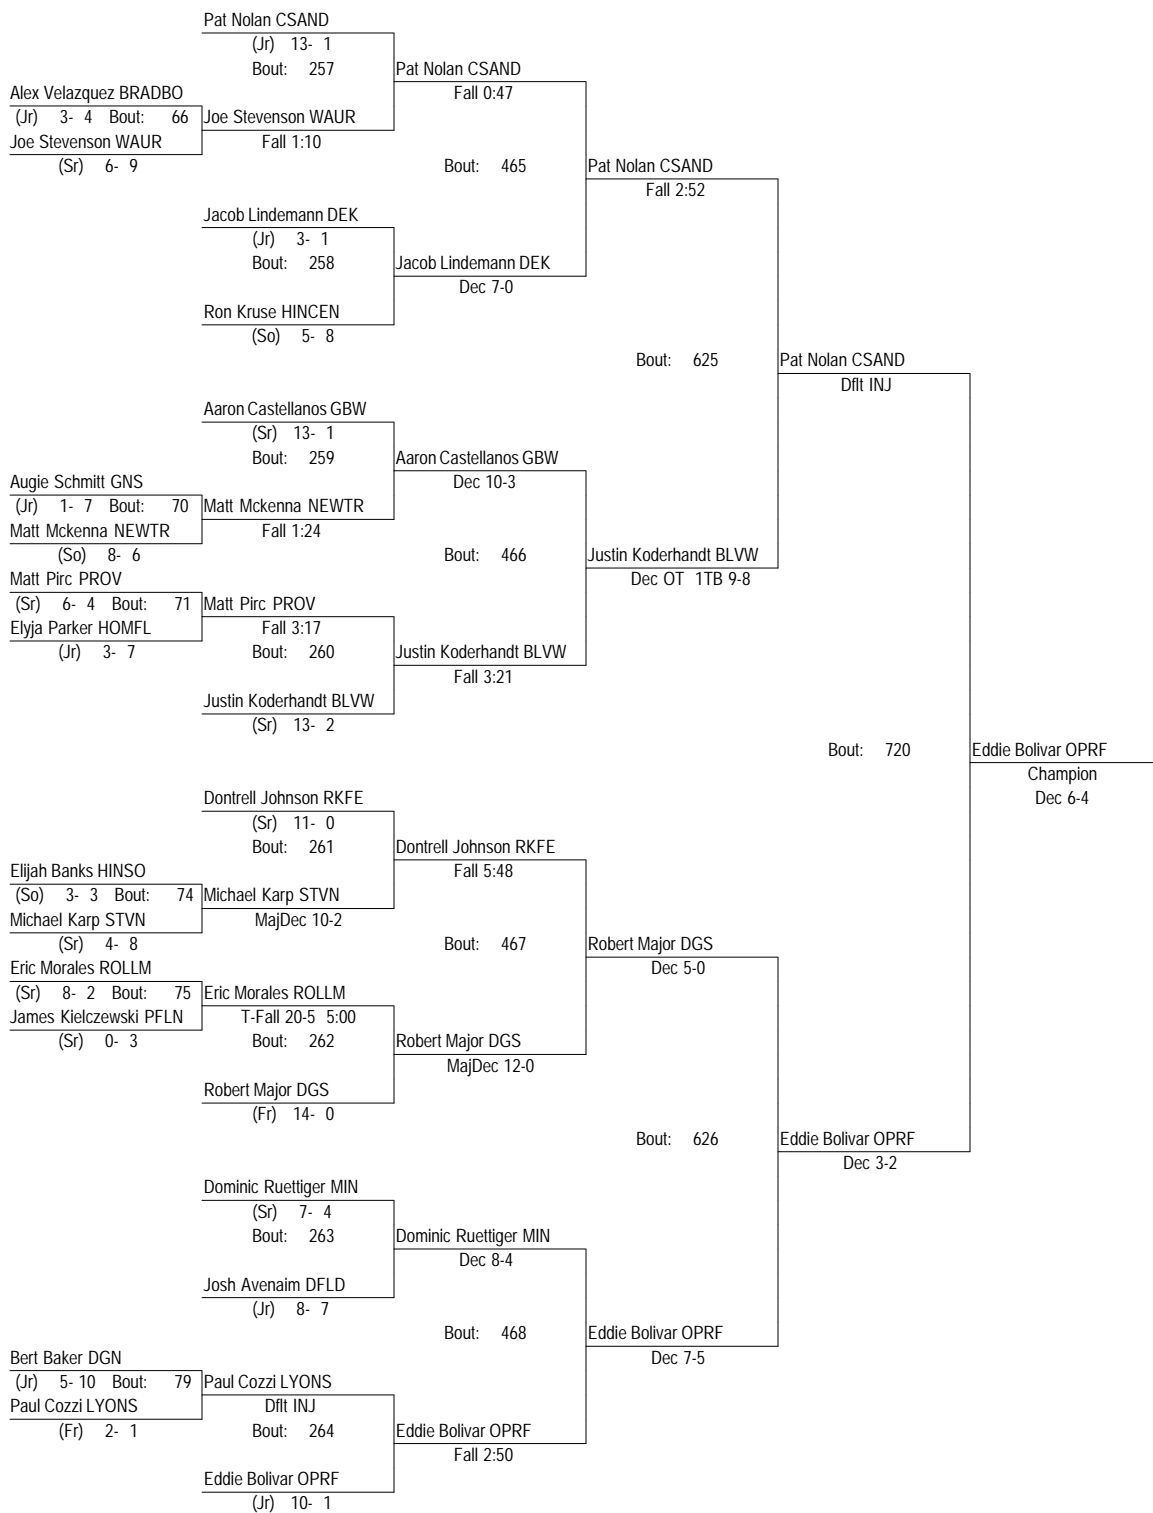 Pat Nolan CSAND
(Jr) 13- 1
Bout: 257
Pat Nolan CSAND
Fall 0:47
Alex Velazquez BRADBO
(Jr) 3- 4 Bout: 66
Joe Stevenson WAUR
Joe Stevenson WAUR
Fall 1:10
(Sr) 6- 9
Bout: 465
Pat Nolan CSAND
Fall 2:52
Jacob Lindemann DEK
(Jr) 3- 1
Bout: 258
Jacob Lindemann DEK
Dec 7-0
Ron Kruse HINCEN
(So) 5- 8
Bout: 625
Pat Nolan CSAND
Dflt INJ
Aaron Castellanos GBW
(Sr) 13- 1
Bout: 259
Aaron Castellanos GBW
Dec 10-3
Augie Schmitt GNS
(Jr) 1- 7 Bout: 70
Matt Mckenna NEWTR
Matt Mckenna NEWTR
Fall 1:24
(So) 8- 6
Bout: 466
Justin Koderhandt BLVW
Dec OT 1TB 9-8
Matt Pirc PROV
(Sr) 6- 4 Bout: 71
Matt Pirc PROV
Elyja Parker HOMFL
Fall 3:17
(Jr) 3- 7
Bout: 260
Justin Koderhandt BLVW
Fall 3:21
Justin Koderhandt BLVW
(Sr) 13- 2
Bout: 720
Eddie Bolivar OPRF
Champion
Dec 6-4
Dontrell Johnson RKFE
(Sr) 11- 0
Bout: 261
Dontrell Johnson RKFE
Fall 5:48
Elijah Banks HINSO
(So) 3- 3 Bout: 74
Michael Karp STVN
Michael Karp STVN
MajDec 10-2
(Sr) 4- 8
Bout: 467
Robert Major DGS
Dec 5-0
Eric Morales ROLLM
(Sr) 8- 2 Bout: 75
Eric Morales ROLLM
James Kielczewski PFLN
T-Fall 20-5 5:00
(Sr) 0- 3
Bout: 262
Robert Major DGS
MajDec 12-0
Robert Major DGS
(Fr) 14- 0
Bout: 626
Eddie Bolivar OPRF
Dec 3-2
Dominic Ruettiger MIN
(Sr) 7- 4
Bout: 263
Dominic Ruettiger MIN
Dec 8-4
Josh Avenaim DFLD
(Jr) 8- 7
Bout: 468
Eddie Bolivar OPRF
Dec 7-5
Bert Baker DGN
(Jr) 5- 10 Bout: 79
Paul Cozzi LYONS
Paul Cozzi LYONS
Dflt INJ
(Fr) 2- 1
Bout: 264
Eddie Bolivar OPRF
Fall 2:50
Eddie Bolivar OPRF
(Jr) 10- 1